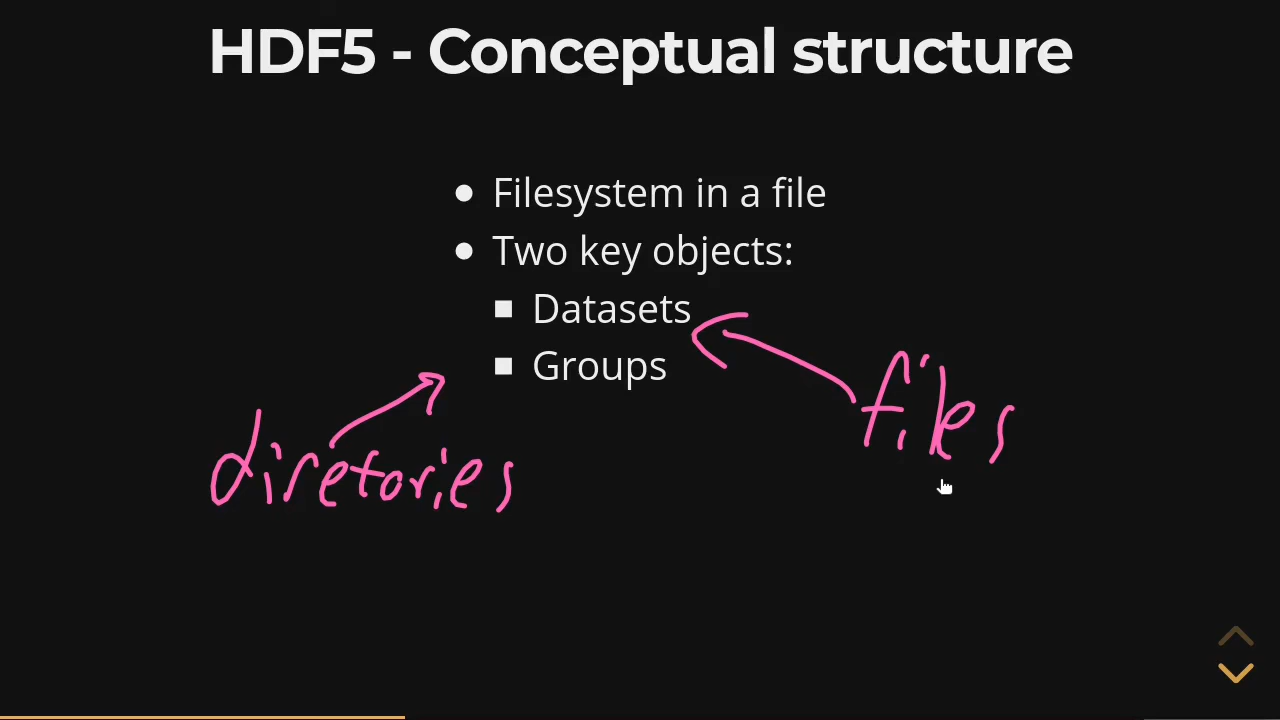 HDF5 - Conceptual structure
● Filesystem in a file
● Two key objects:
■ Datasets
■ Groups
files
diretories